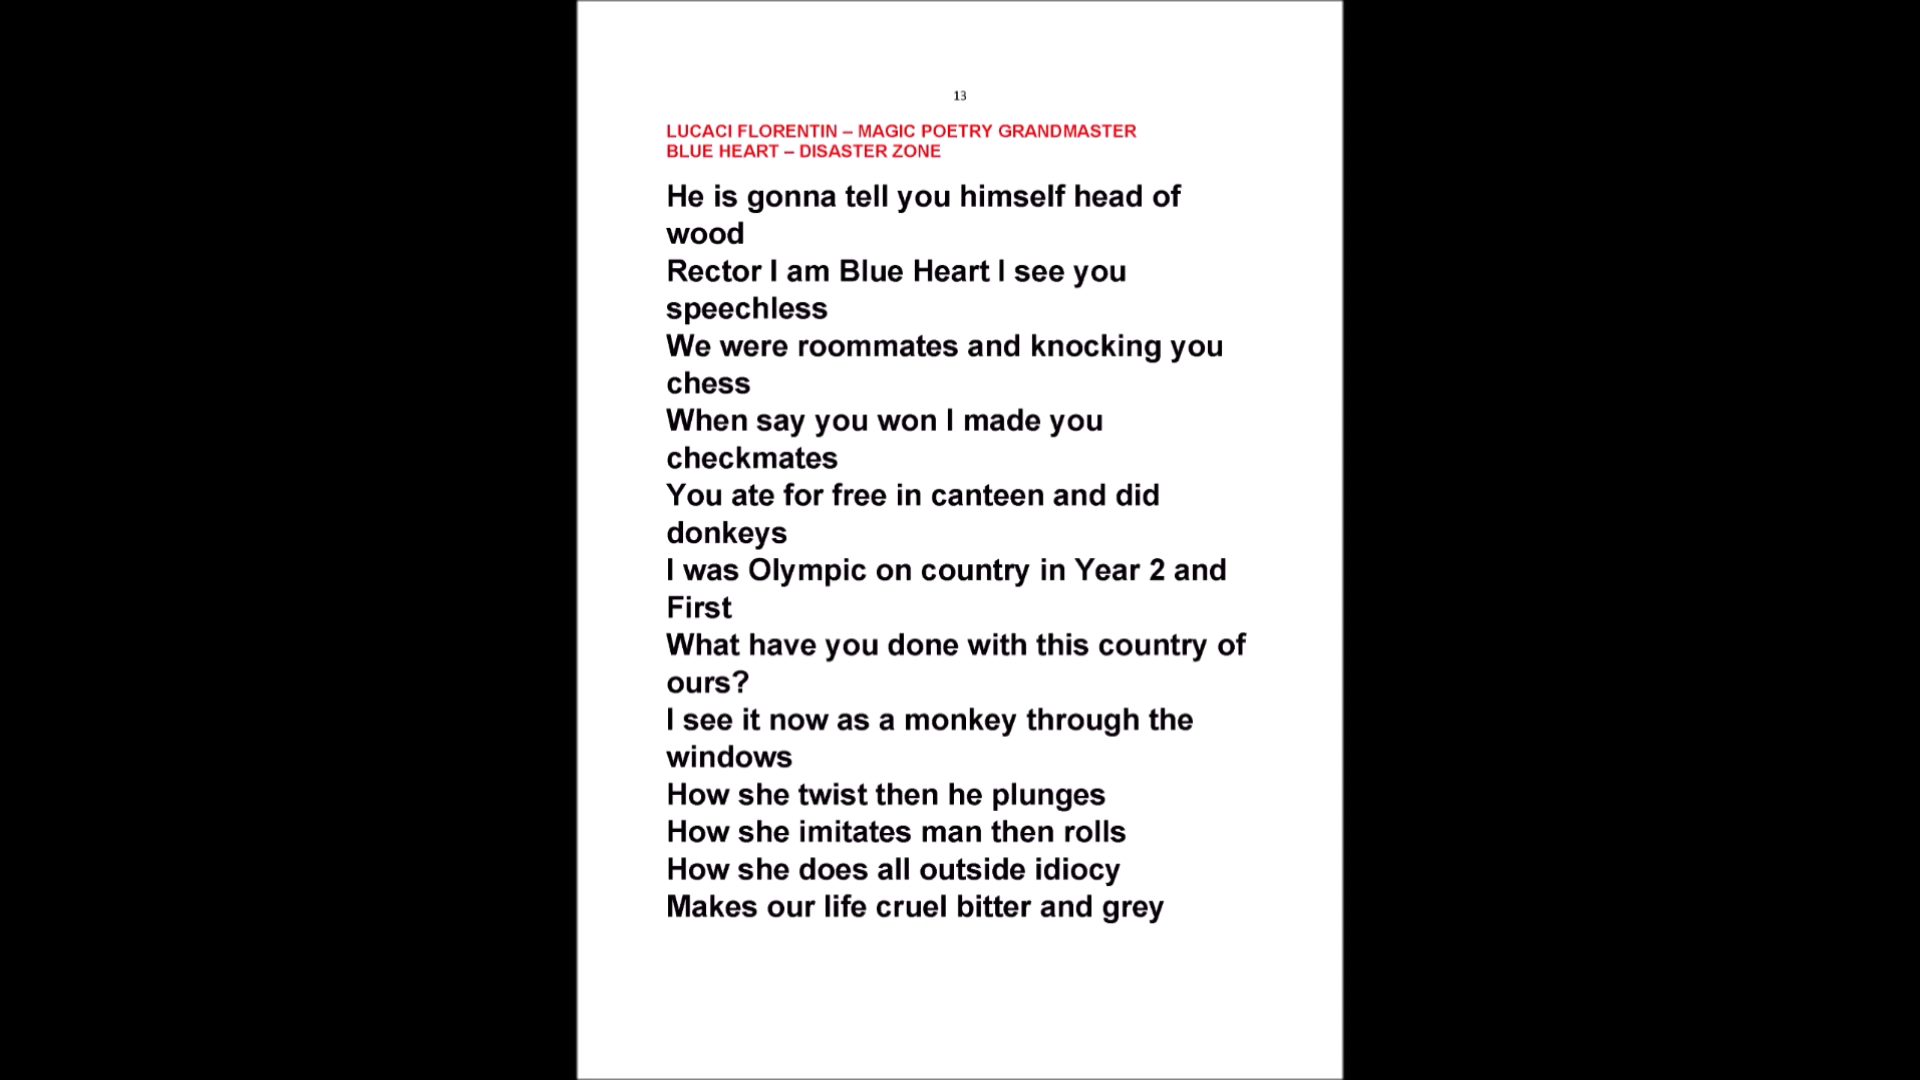 13
LUCACI FLORENTIN – MAGIC POETRY GRANDMASTER
BLUE HEART – DISASTER ZONE
He is gonna tell you himself head of
wood
Rector I am Blue Heart I see you
speechless
We were roommates and knocking you
chess
When say you won I made you
checkmates
You ate for free in canteen and did
donkeys
I was Olympic on country in Year 2 and
First
What have you done with this country of
ours?
I see it now as a monkey through the
windows
How she twist then he plunges
How she imitates man then rolls
How she does all outside idiocy
Makes our life cruel bitter and grey